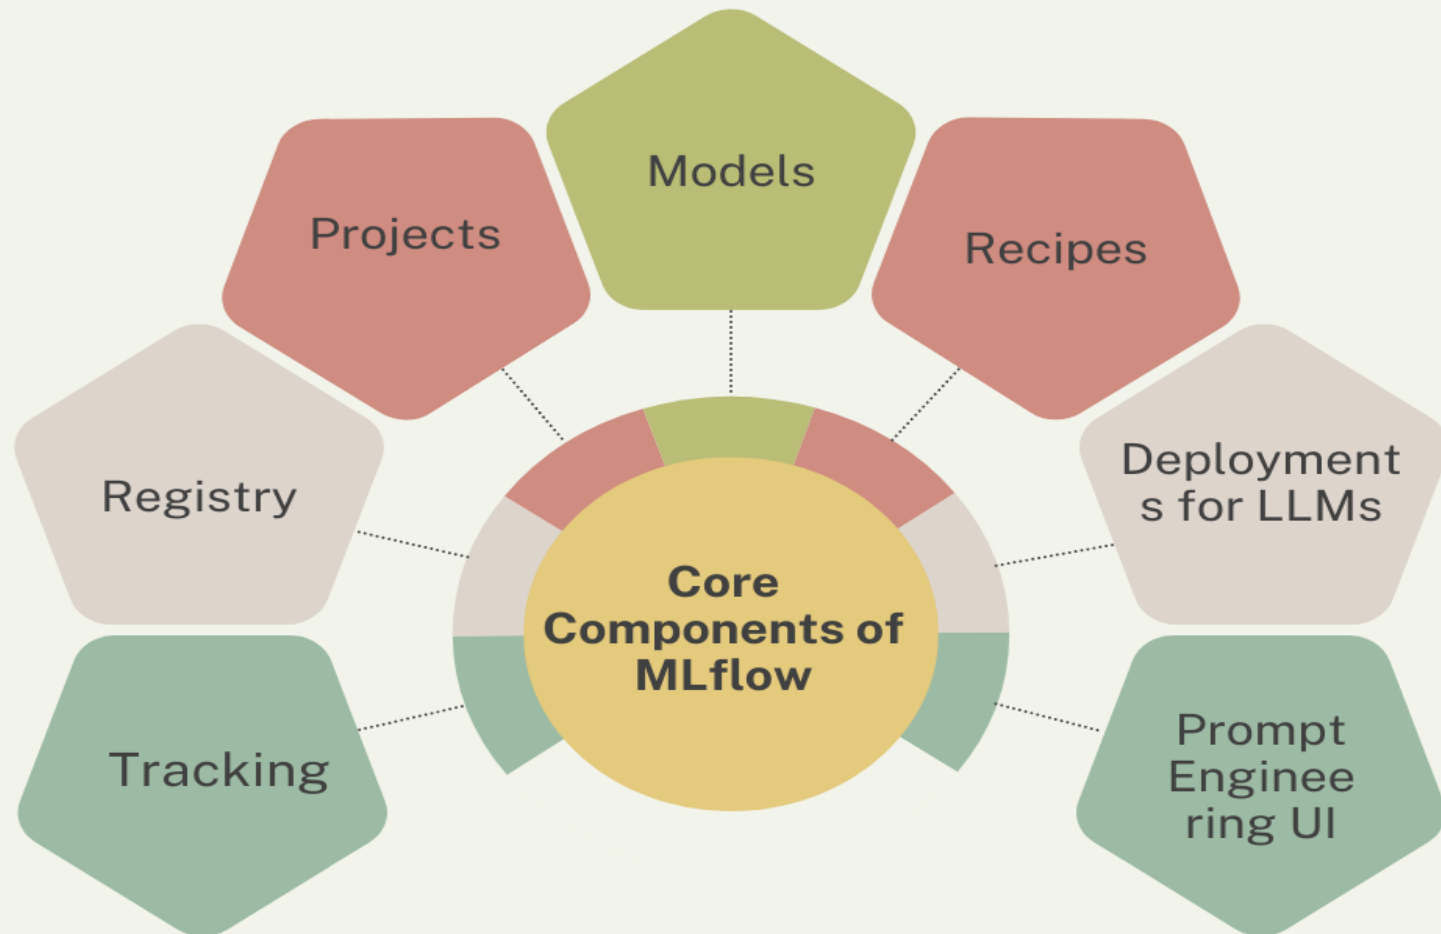 Models
Projects
Recipes
Registry
Deployment
s for LLMs
Core
Components of
MLflow
Tracking
Prompt
Enginee
ring UI